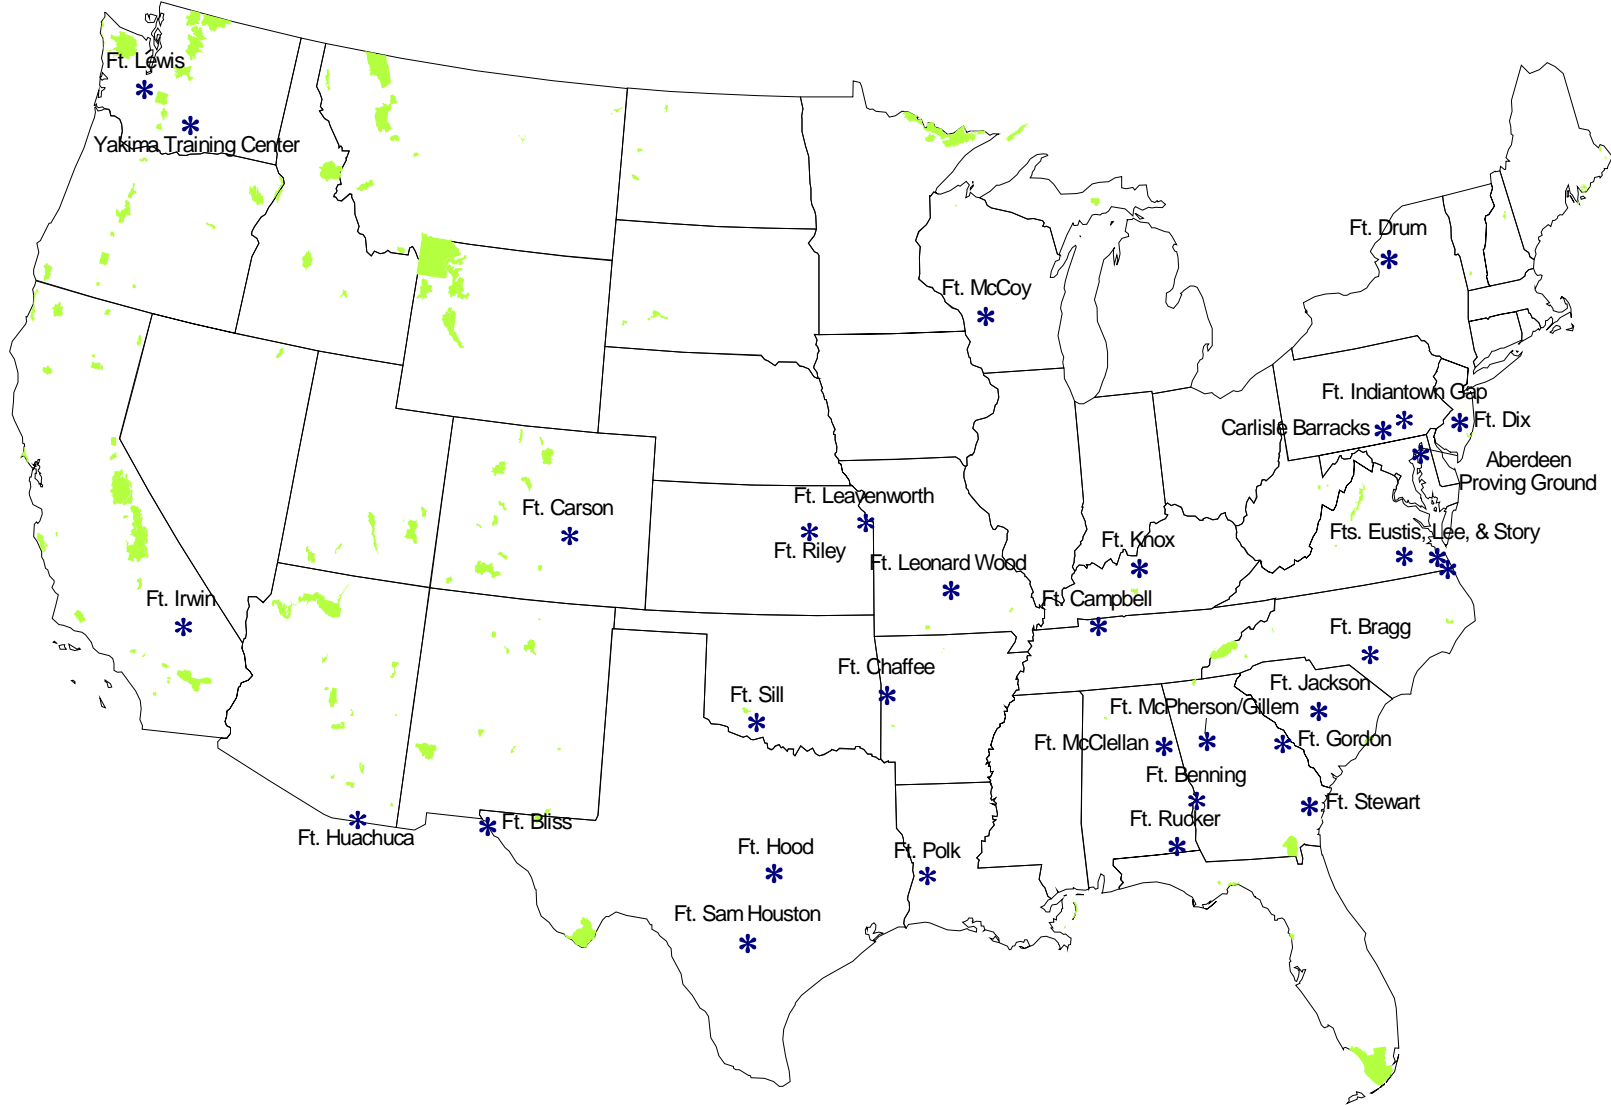 Ft. Lewis
Yakima Training Center
Ft. Drum
Ft. McCoy
Ft. Indiantown Gap
Ft. Dix
Carlisle Barracks
Aberdeen
Proving Ground
Ft. Leavenworth
Ft. Carson
Ft. Riley
Fts. Eustis, Lee, & Story
Ft. Knox
Ft. Leonard Wood
Ft. Irwin
Ft. Campbell
Ft. Bragg
Ft. Chaffee
Ft. Jackson
Ft. Sill
Ft. McPherson/Gillem
Ft. McClellan
Ft. Gordon
Ft. Benning
Ft. Stewart
Ft. Rucker
Ft. Bliss
Ft. Huachuca
Ft. Hood
Ft. Polk
Ft. Sam Houston